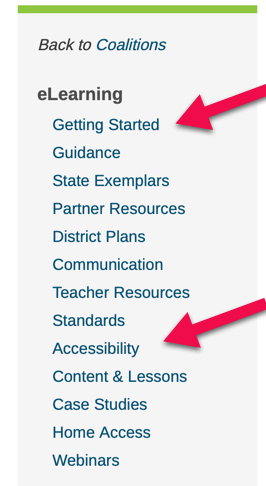 Back to Coalitions
eLearning
Getting Started
Guidance
State Exemplars
Partner Resources
District Plans
Communication
Teacher Resources
Standards
Accessibility
Content & Lessons
Case Studies
Home Access
Webinars